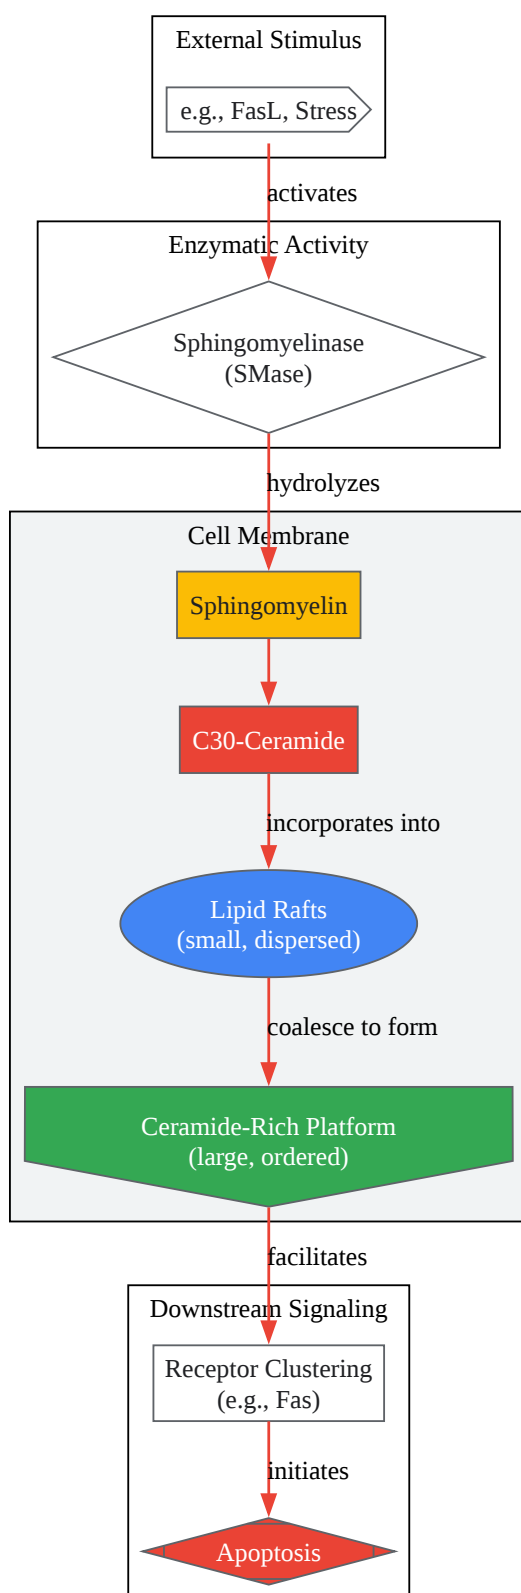 External Stimulus
e.g., FasL, Stress
activates
Enzymatic Activity
Sphingomyelinase
(SMase)
hydrolyzes
Cell Membrane
Sphingomyelin
C30-Ceramide
incorporates into
Lipid Rafts
(small, dispersed)
coalesce to form
Ceramide-Rich Platform
(large, ordered)
facilitates
Downstream Signaling
Receptor Clustering
(e.g., Fas)
initiates
Apoptosis